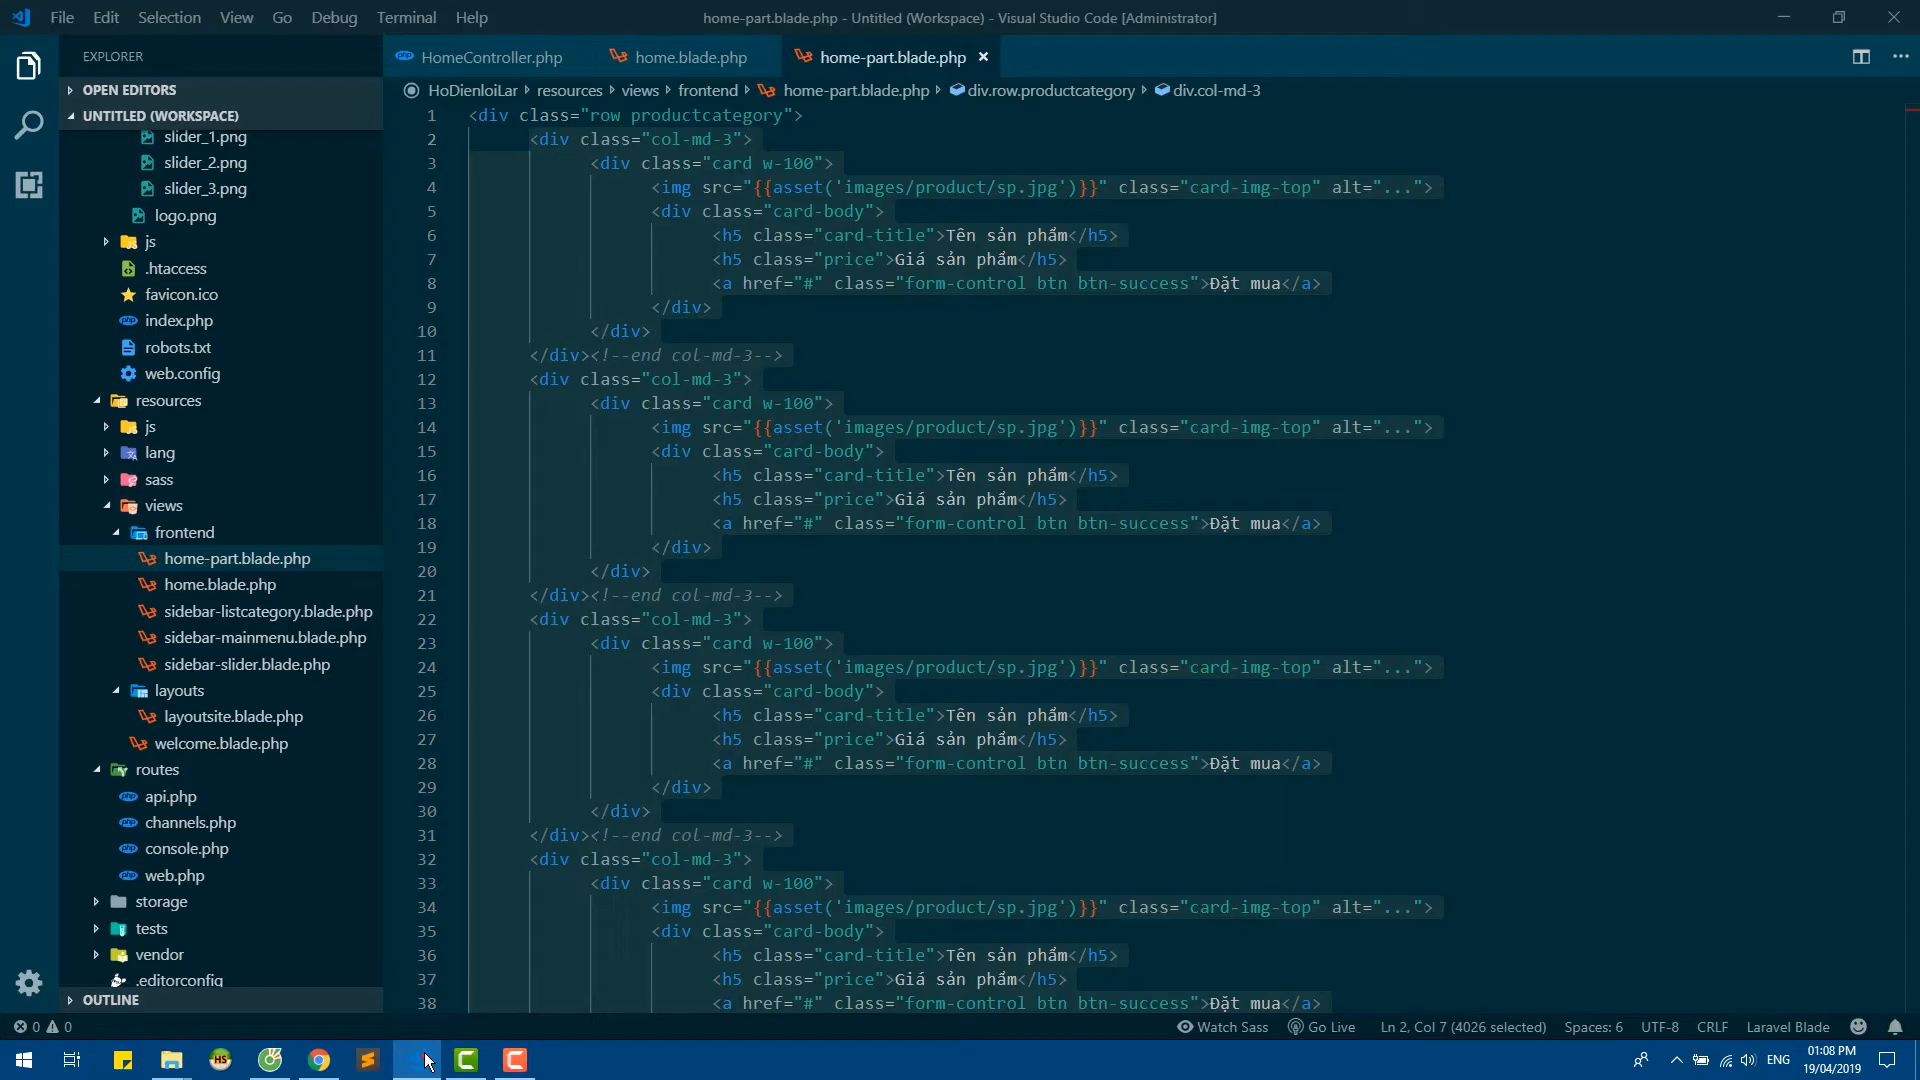 File Edit Selection View Go Debug Terminal Help
home-part.blade.php - Untitled (Workspace) - Visual Studio Code [Administrator]
EXPLORER
OPEN EDITORS
UNTITLED (WORKSPACE)
slider_1.png
slider_2.png
slider_3.png
logo.png
js
.htaccess
favicon.ico
index.php
robots.txt
web.config
resources
js
lang
sass
views
frontend
home-part.blade.php
home.blade.php
sidebar-listcategory.blade.php
sidebar-mainmenu.blade.php
sidebar-slider.blade.php
layouts
layoutsite.blade.php
welcome.blade.php
routes
api.php
channels.php
console.php
web.php
storage
tests
vendor
.editorconfig
OUTLINE
HomeController.php home.blade.php home-part.blade.php
HoDienloiLar resources views frontend home-part.blade.php div.row.productcategory div.col-md-3
1 <div class="row productcategory">
2 <div class="col-md-3">
3 <div class="card w-100">
4 <img src="{{asset('images/product/sp.jpg')}}" class="card-img-top" alt="...">
5 <div class="card-body">
6 <h5 class="card-title">Tên sản phẩm</h5>
7 <h5 class="price">Giá sản phẩm</h5>
8 <a href="#" class="form-control btn btn-success">Đặt mua</a>
9 </div>
10 </div>
11 </div><!--end col-md-3-->
12 <div class="col-md-3">
13 <div class="card w-100">
14 <img src="{{asset('images/product/sp.jpg')}}" class="card-img-top" alt="...">
15 <div class="card-body">
16 <h5 class="card-title">Tên sản phẩm</h5>
17 <h5 class="price">Giá sản phẩm</h5>
18 <a href="#" class="form-control btn btn-success">Đặt mua</a>
19 </div>
20 </div>
21 </div><!--end col-md-3-->
22 <div class="col-md-3">
23 <div class="card w-100">
24 <img src="{{asset('images/product/sp.jpg')}}" class="card-img-top" alt="...">
25 <div class="card-body">
26 <h5 class="card-title">Tên sản phẩm</h5>
27 <h5 class="price">Giá sản phẩm</h5>
28 <a href="#" class="form-control btn btn-success">Đặt mua</a>
29 </div>
30 </div>
31 </div><!--end col-md-3-->
32 <div class="col-md-3">
33 <div class="card w-100">
34 <img src="{{asset('images/product/sp.jpg')}}" class="card-img-top" alt="...">
35 <div class="card-body">
36 <h5 class="card-title">Tên sản phẩm</h5>
37 <h5 class="price">Giá sản phẩm</h5>
38 <a href="#" class="form-control btn btn-success">Đặt mua</a>
0 0 Watch Sass Go Live Ln 2, Col 7 (4026 selected) Spaces: 6 UTF-8 CRLF Laravel Blade
HS
ENG
01:08 PM
19/04/2019